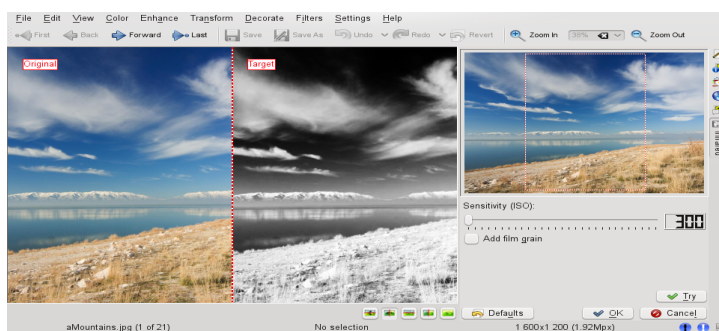 File Edit View Color Enhance Transform Decorate Filters Settings Help
First Back Forward Last Save Save As Undo Redo Revert Zoom In 35% Zoom Out
Original Target
Sensitivity (ISO):
300
Add film grain
Try
Defaults OK Cancel
aMountains.jpg (1 of 21) No selection 1 600x1 200 (1.92Mpx)